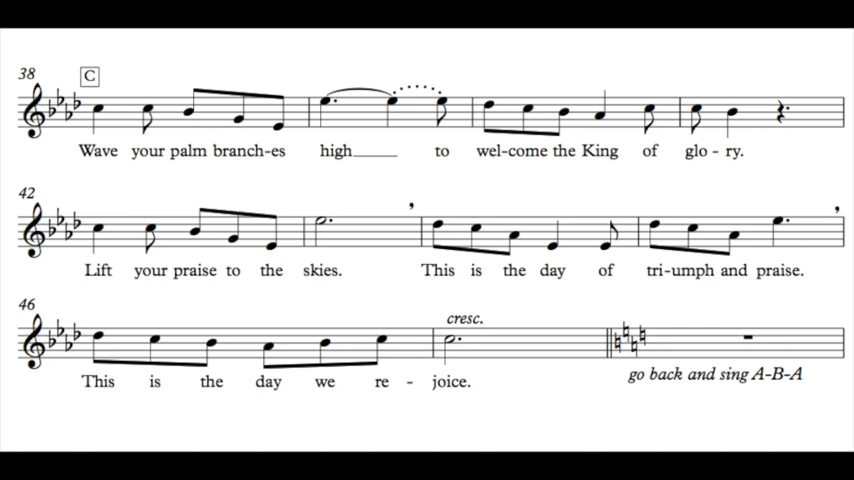 38 C
Wave your palm branch-es high____ to wel-come the King of glo - ry.
42
Lift your praise to the skies. This is the day of tri-umph and praise.
46 cresc.
This is the day we re - joice. go back and sing A-B-A